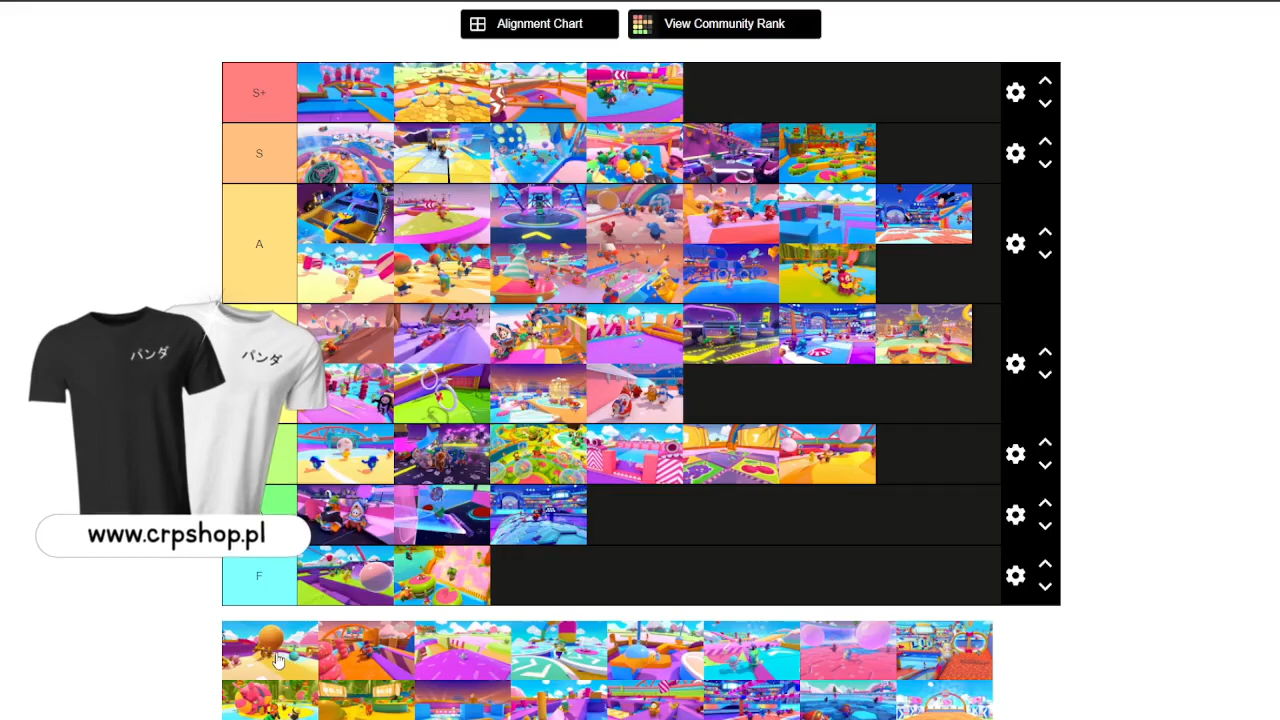 Alignment Chart
View Community Rank
S+
S
A
パンダ
パンダ
www.crpshop.pl
F